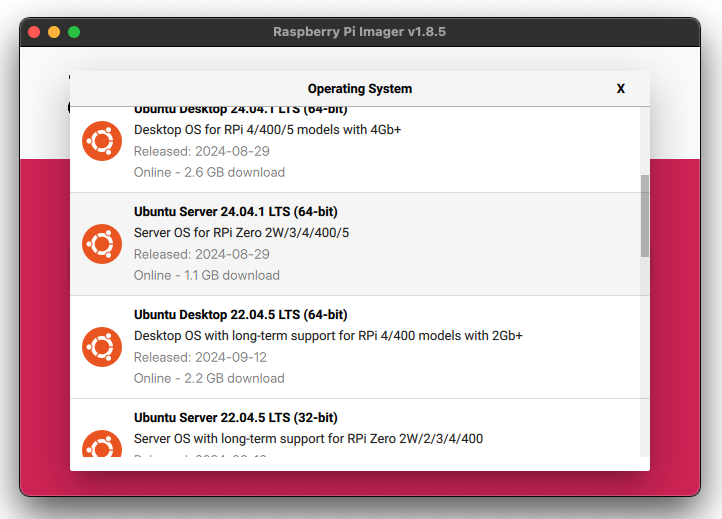 Raspberry Pi Imager v1.8.5
Operating System
X
Ubuntu Desktop 24.04.1 LTS (64-bit)
Desktop OS for RPi 4/400/5 models with 4Gb+
Released: 2024-08-29
Online - 2.6 GB download
Ubuntu Server 24.04.1 LTS (64-bit)
Server OS for RPi Zero 2W/3/4/400/5
Released: 2024-08-29
Online - 1.1 GB download
Ubuntu Desktop 22.04.5 LTS (64-bit)
Desktop OS with long-term support for RPi 4/400 models with 2Gb+
Released: 2024-09-12
Online - 2.2 GB download
Ubuntu Server 22.04.5 LTS (32-bit)
Server OS with long-term support for RPi Zero 2W/2/3/4/400